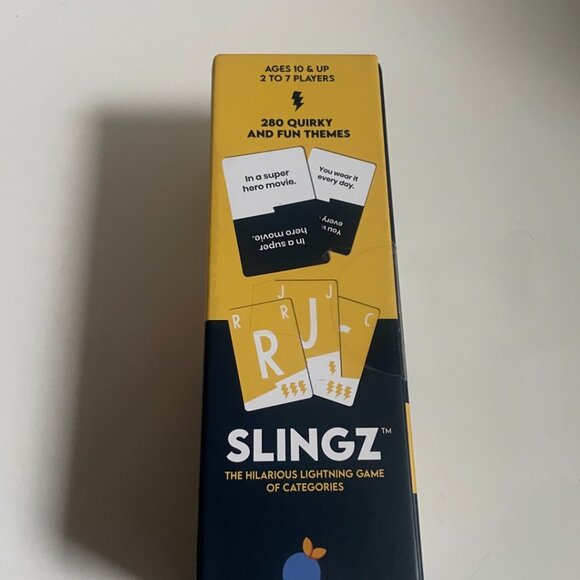 AGES 10 & UP
2 TO 7 PLAYERS
280 QUIRKY
AND FUN THEMES
In a super
hero movie.
You wear it
every day.
In a super
hero movie.
You w
every
J
J
R
R
C
R
J
SLINGZ™
THE HILARIOUS LIGHTNING GAME
OF CATEGORIES